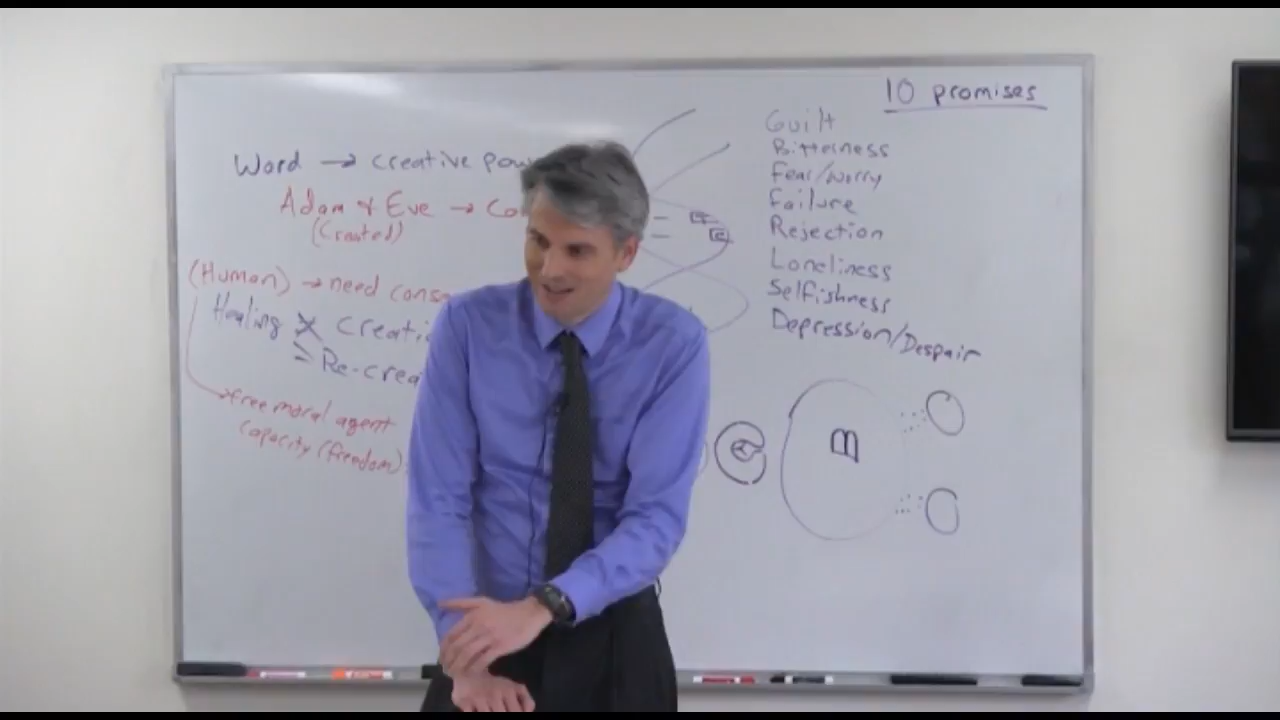 10 promises
Word → creative pow
Adam & Eve → Co
(Created)
(Human) → need cons
Healing X Creati
= Re-crea
free moral agent
capacity (freedom)
Guilt
Bitterness
Fear/Worry
Failure
Rejection
Loneliness
Selfishness
Depression/Despair